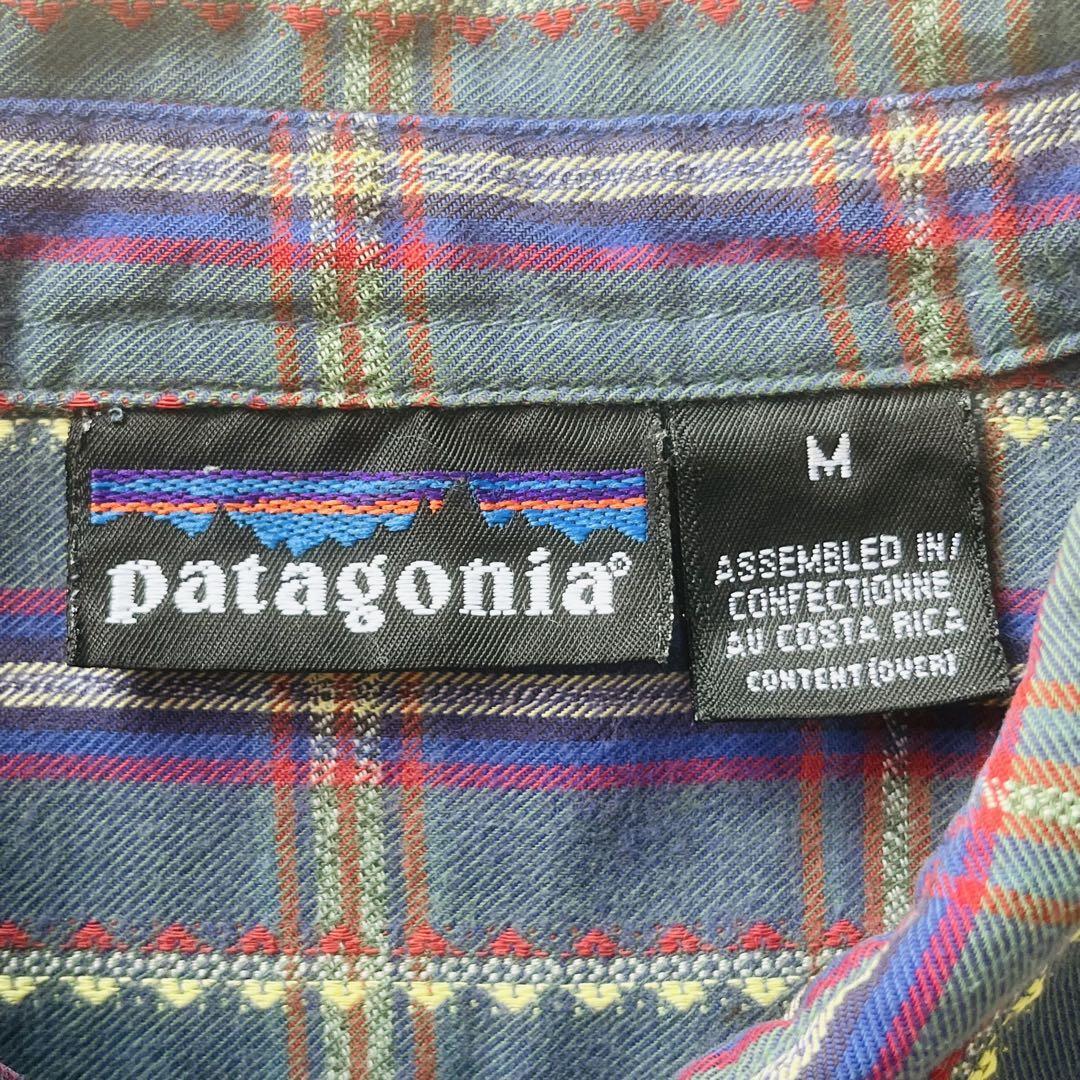 patagonia®
M
ASSEMBLED IN/
CONFECTIONNE
AU COSTA RICA
CONTENT (OVER)